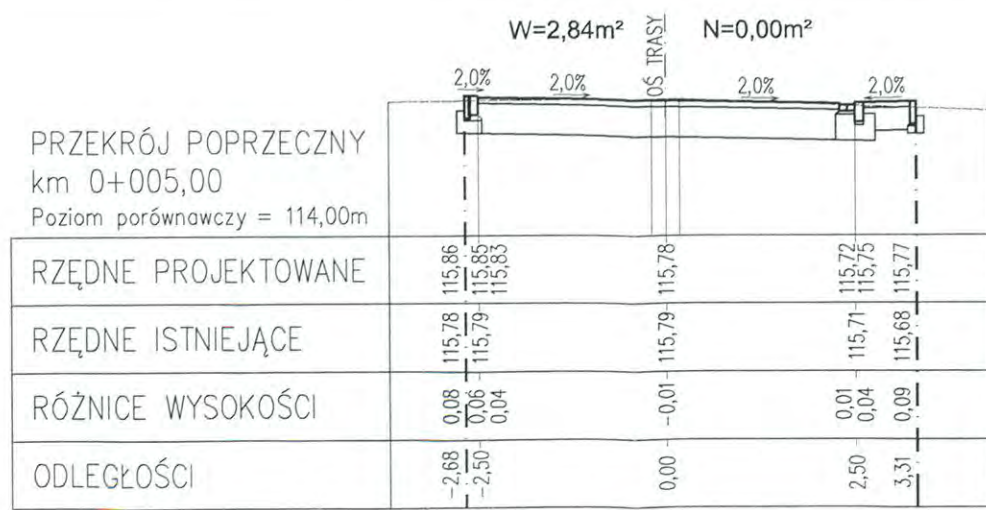 W=2,84m² N=0,00m²
OŚ TRASY
2,0% 2,0% 2,0% 2,0%
PRZEKRÓJ POPRZECZNY
km 0+005,00
Poziom porównawczy = 114,00m
RZĘDNE PROJEKTOWANE 115,86 115,85 115,83 115,78 115,72 115,75 115,77
RZĘDNE ISTNIEJĄCE 115,78 115,79 115,79 115,71 115,68
RÓŻNICE WYSOKOŚCI 0,08 0,06 0,04 -0,01 0,01 0,04 0,09
ODLEGŁOŚCI -2,68 -2,50 0,00 2,50 3,31